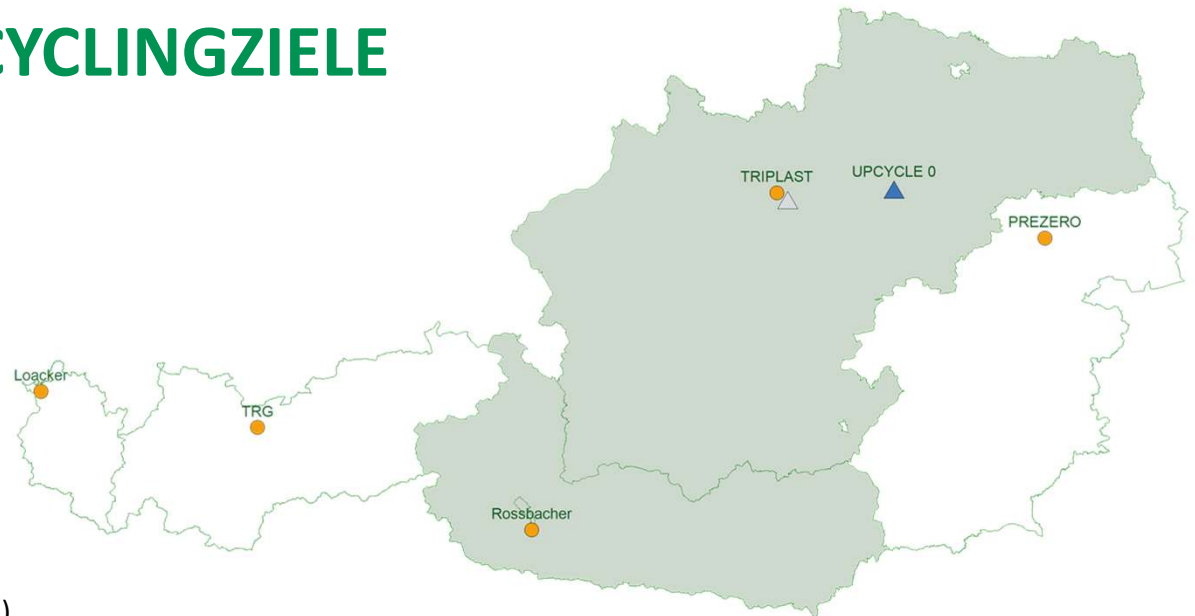 CYCLINGZIELE
TRIPLAST
UPCYCLE 0
PREZERO
Loacker
TRG
Rossbacher
)